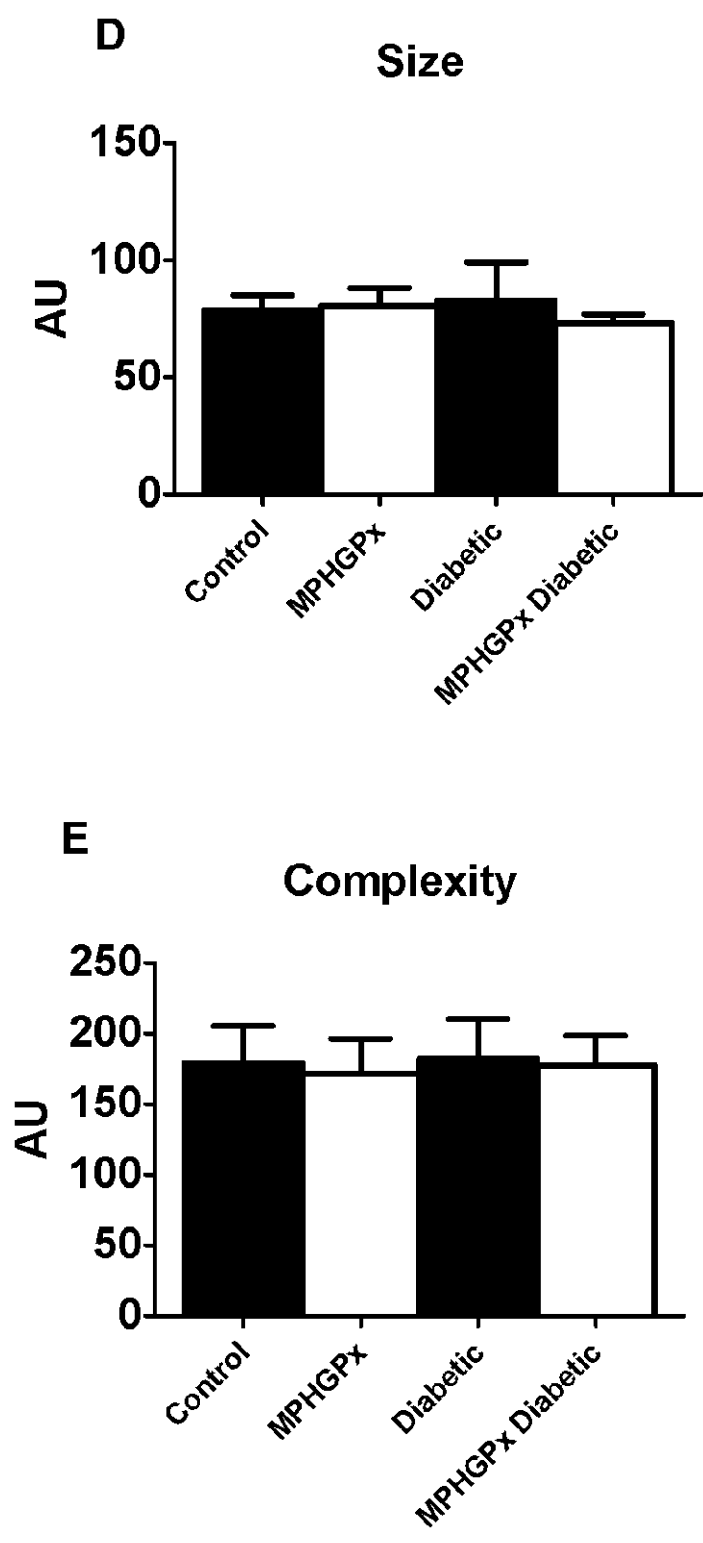 D
Size
150
100
50
0
AU
Control
MPHGPx
Diabetic
MPHGPx Diabetic
E
Complexity
250
200
150
100
50
0
AU
Control
MPHGPx
Diabetic
MPHGPx Diabetic